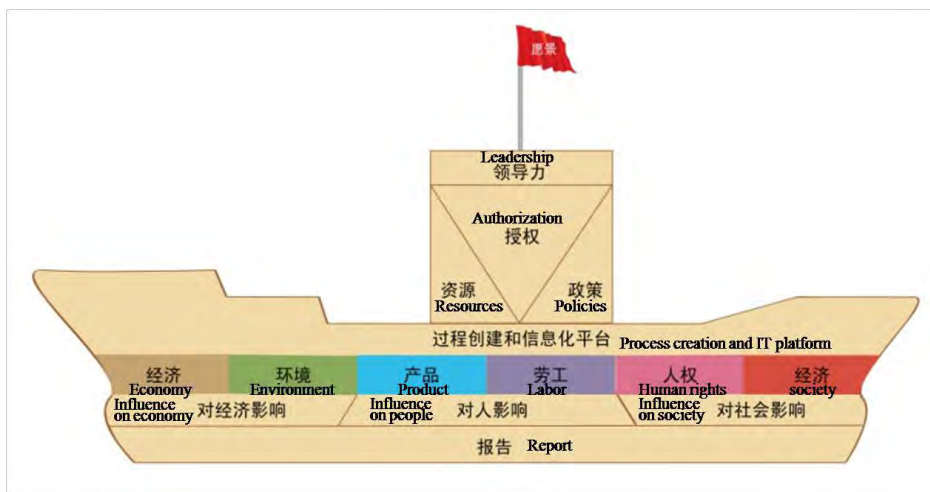 愿景
Leadership
领导力
Authorization
授权
资源
Resources
政策
Policies
过程创建和信息化平台 Process creation and IT platform
经济
Economy
环境
Environment
产品
Product
劳工
Labor
人权
Human rights
经济
society
Influence
on economy
对经济影响
Influence
on people
对人影响
Influence
on society
对社会影响
报告 Report